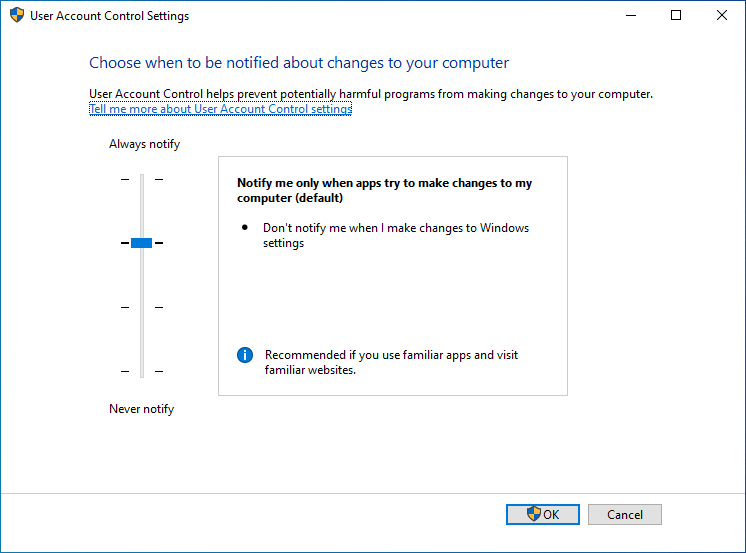 User Account Control Settings
Choose when to be notified about changes to your computer
User Account Control helps prevent potentially harmful programs from making changes to your computer.
Tell me more about User Account Control settings
Always notify
Notify me only when apps try to make changes to my
computer (default)
Don't notify me when I make changes to Windows
settings
Recommended if you use familiar apps and visit
familiar websites.
Never notify
OK
Cancel